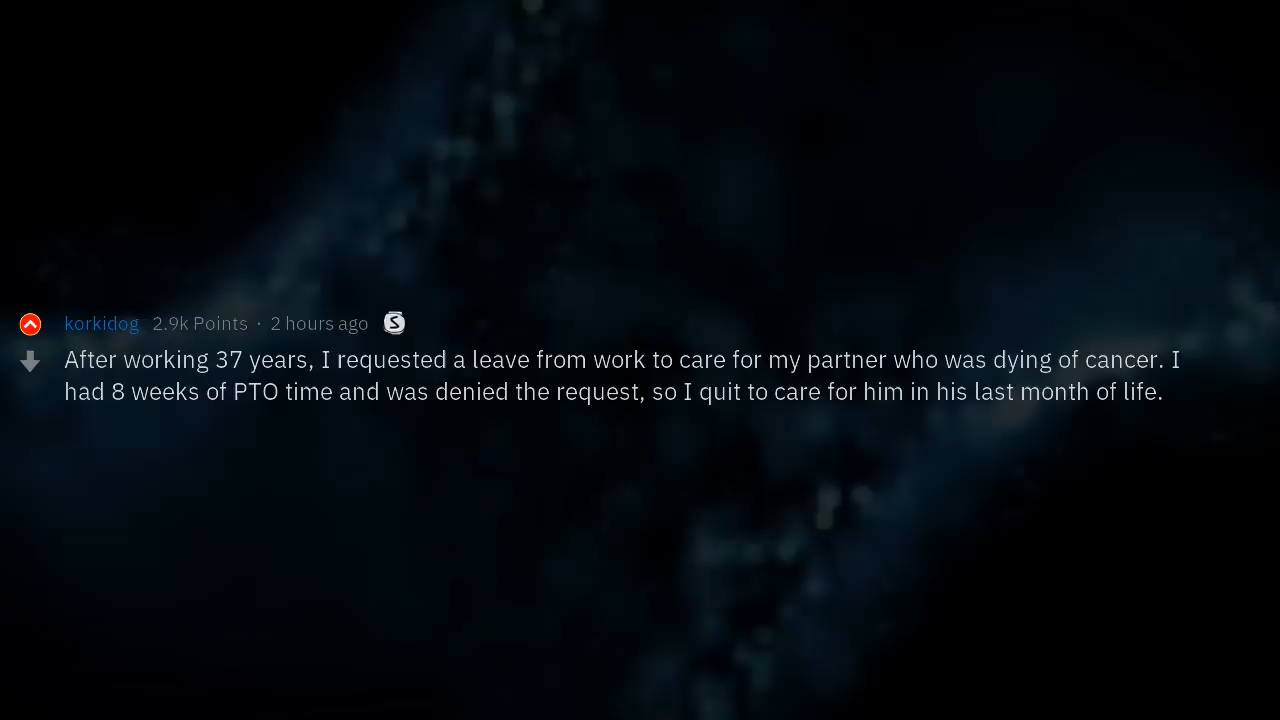 korkidog 2.9k Points · 2 hours ago S
After working 37 years, I requested a leave from work to care for my partner who was dying of cancer. I
had 8 weeks of PTO time and was denied the request, so I quit to care for him in his last month of life.